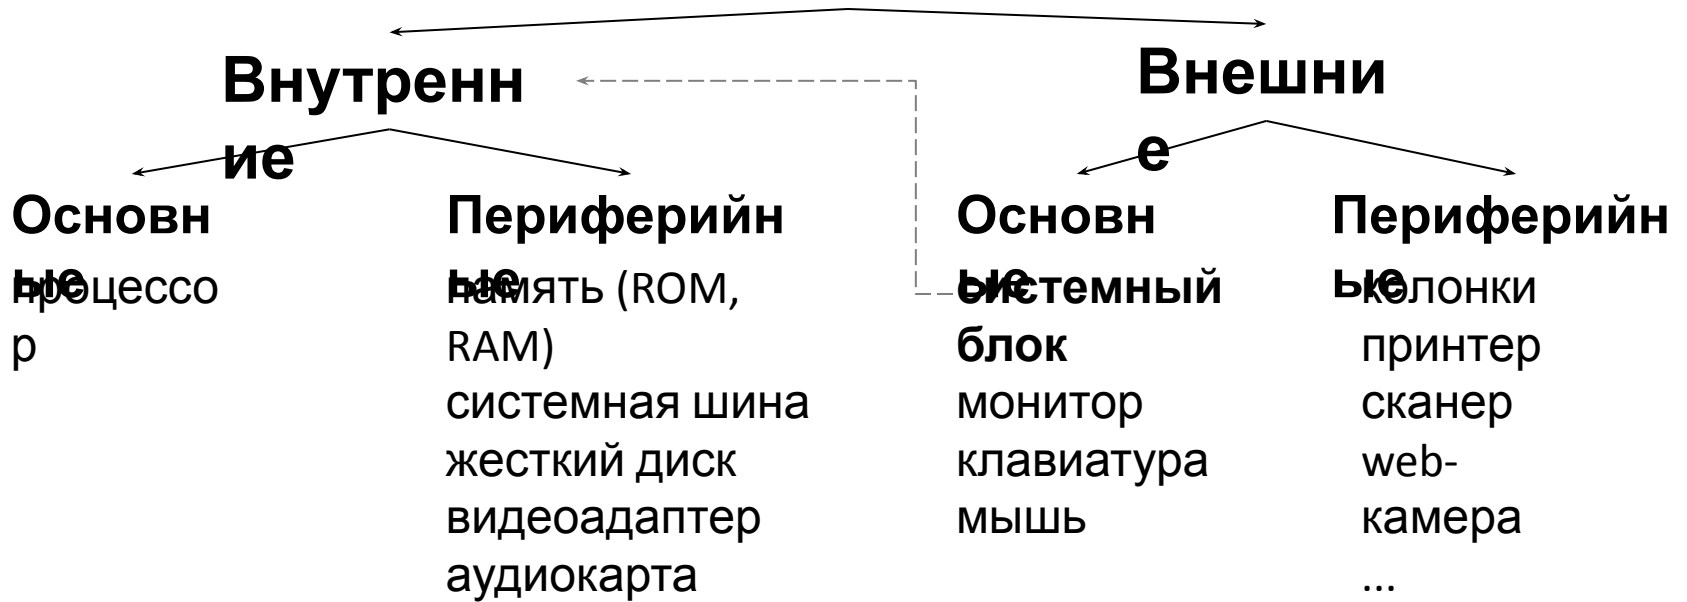 Внутренн
ие
Внешни
е
Основн
ые
процессо
р
Периферийн
ые
память (ROM,
RAM)
системная шина
жесткий диск
видеоадаптер
аудиокарта
Основн
ые
системный
блок
монитор
клавиатура
мышь
Периферийн
ые
колонки
принтер
сканер
web-
камера
...